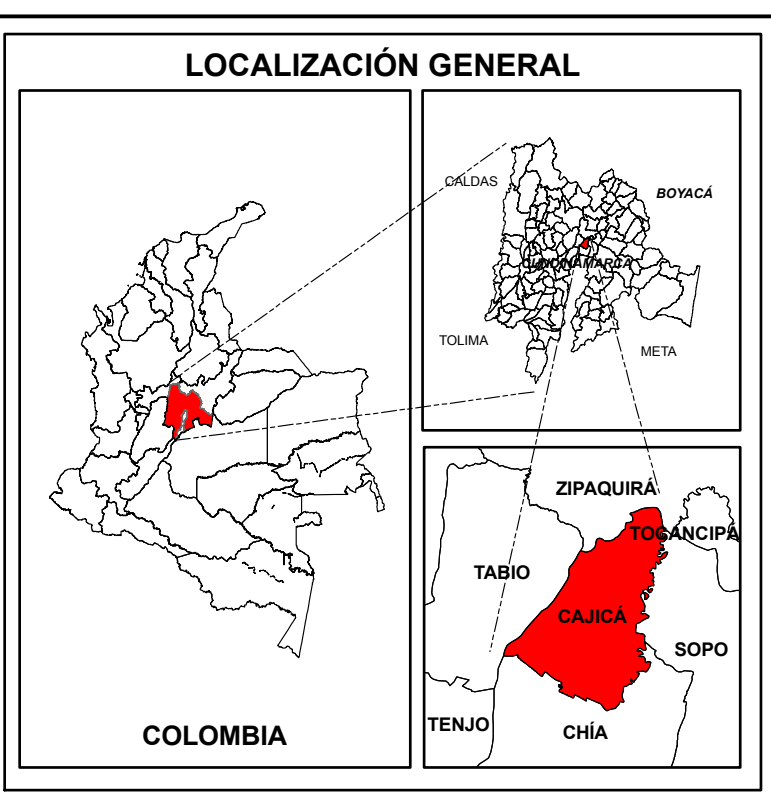 LOCALIZACIÓN GENERAL
COLOMBIA
CALDAS
BOYACÁ
CUNDINAMARCA
TOLIMA
META
ZIPAQUIRÁ
TOCANCIPÁ
TABIO
CAJICÁ
SOPO
TENJO
CHÍA